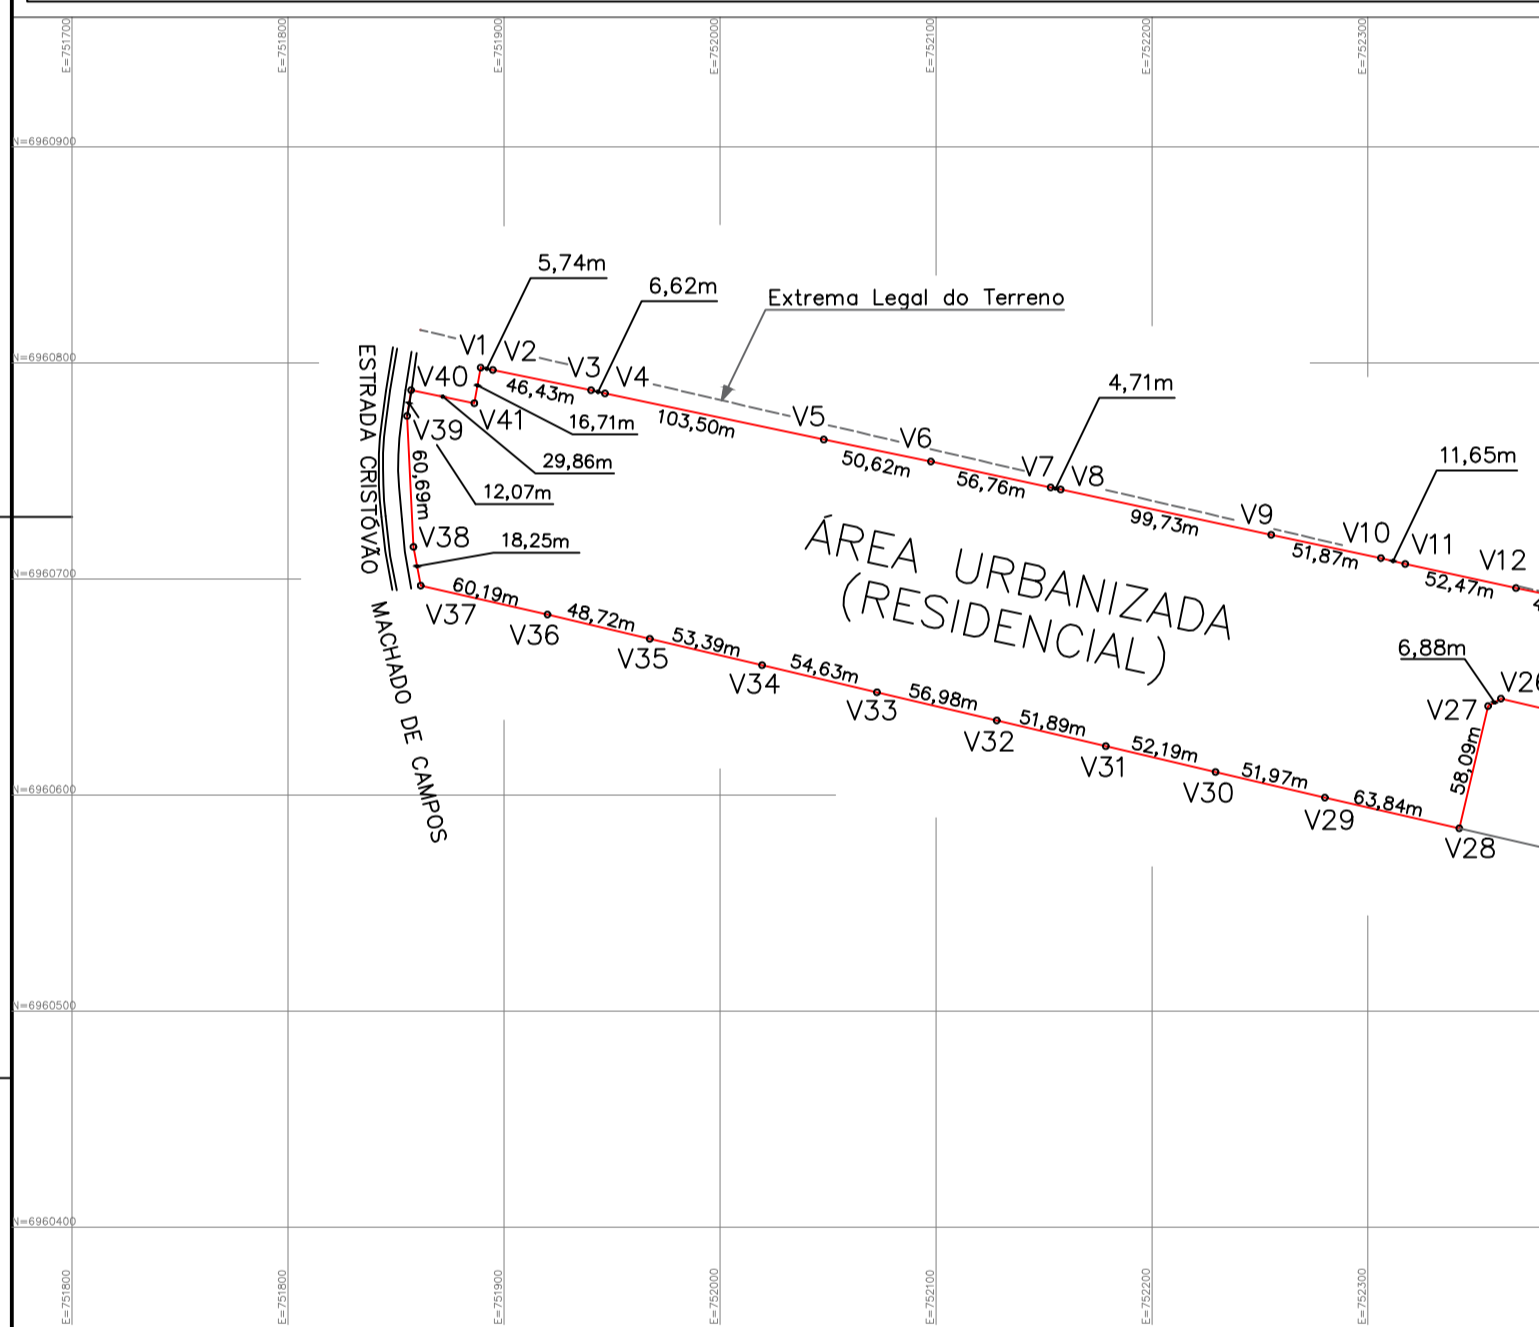 E=751700
E=751800
E=751900
E=752000
E=752100
E=752200
E=752300
N=6960900
5,74m
6,62m
Extrema Legal do Terreno
N=6960800
V1
V2
V3
V4
4,71m
V40
46,43m
V41
16,71m
103,50m
V5
V6
V39
29,86m
50,62m
V7
V8
11,65m
12,07m
56,76m
60,69m
99,73m
V9
V38
18,25m
V10
V11
51,87m
V12
ESTRADA CRISTÓVÃO
MACHADO DE CAMPOS
52,47m
4
ÁREA URBANIZADA
(RESIDENCIAL)
N=6960700
60,19m
V37
48,72m
V36
53,39m
V35
54,63m
V34
56,98m
V33
51,89m
V32
52,19m
V31
51,97m
V30
63,84m
V29
V28
6,88m
V26
V27
58,09m
N=6960600
N=6960500
N=6960400
E=751800
E=751800
E=751900
E=752000
E=752100
E=752200
E=752300